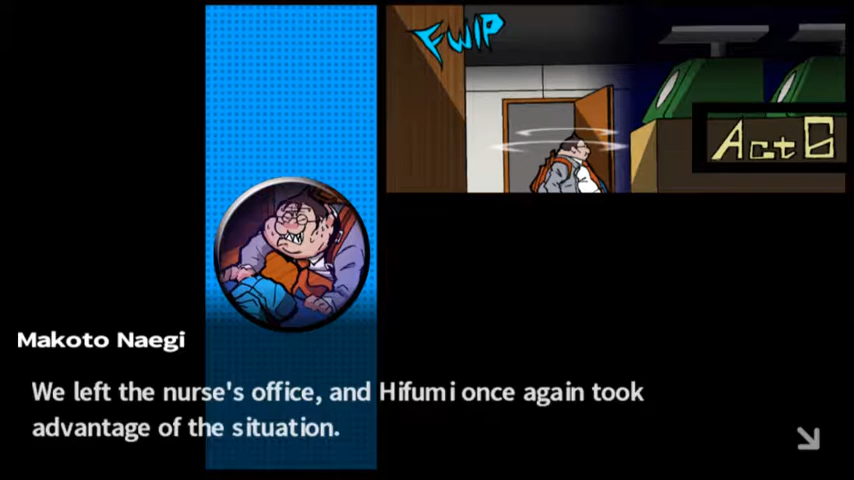 FWIP
Act 6
Makoto Naegi
We left the nurse's office, and Hifumi once again took
advantage of the situation.